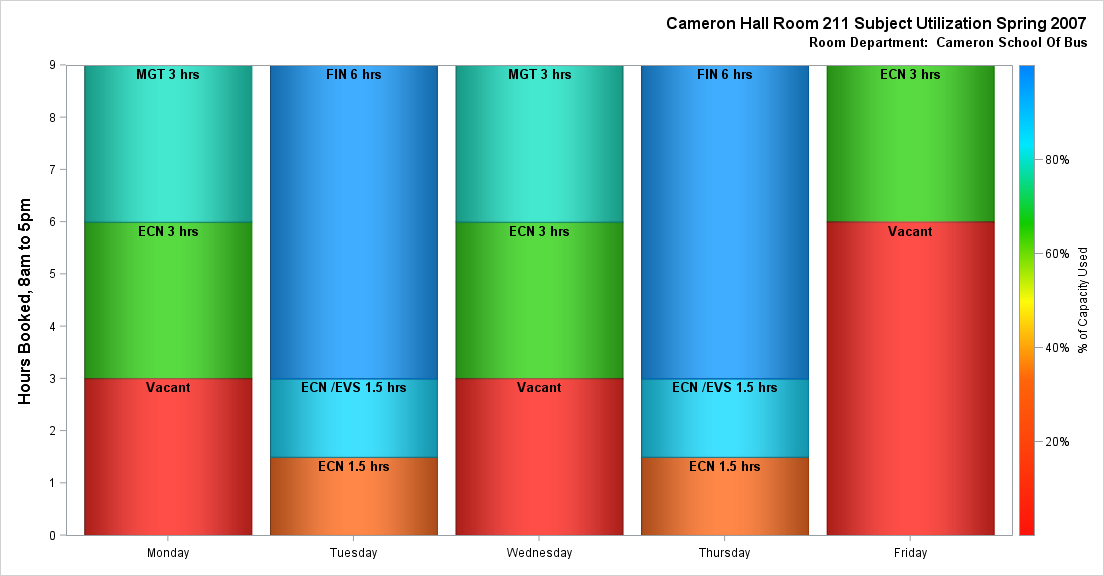 Cameron Hall Room 211 Subject Utilization Spring 2007
Room Department:  Cameron School Of Bus
Hours Booked, 8am to 5pm
9
8
7
6
5
4
3
2
1
0
MGT 3 hrs
ECN 3 hrs
Vacant
FIN 6 hrs
ECN /EVS 1.5 hrs
ECN 1.5 hrs
MGT 3 hrs
ECN 3 hrs
Vacant
FIN 6 hrs
ECN /EVS 1.5 hrs
ECN 1.5 hrs
ECN 3 hrs
Vacant
Monday
Tuesday
Wednesday
Thursday
Friday
80%
60%
40%
20%
% of Capacity Used